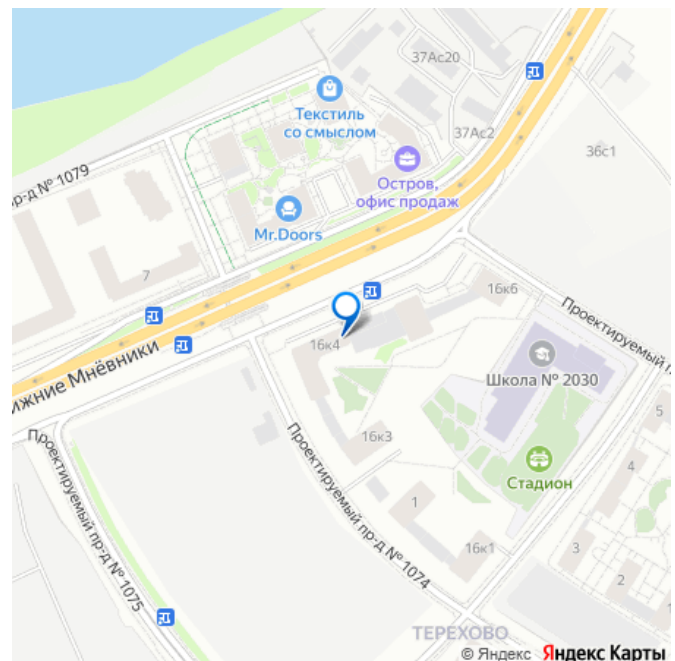 37Ас20
Текстиль
со смыслом
37Ас2
36с1
Остров,
офис продаж
р-д № 1079
Mr.Doors
7
16к6
Проектируемый п
16к4
ижние Мнёвники
Школа № 2030
5
16к3
4
Стадион
Проектируемый пр-д № 1075
Проектируемый пр-д № 1074
1
16к1
3
2
1
ТЕРЕХОВО
© Яндекс Яндекс Карты